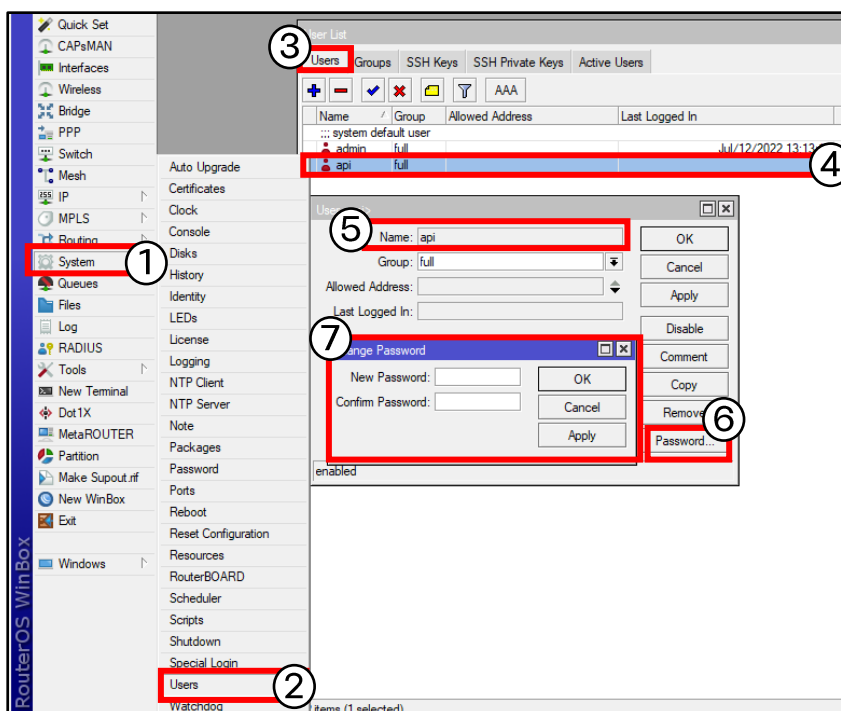 RouterOS WinBox
Quick Set
CAPsMAN
Interfaces
Wireless
Bridge
PPP
Switch
Mesh
IP
MPLS
Routing
System
Queues
Files
Log
RADIUS
Tools
New Terminal
Dot1X
MetaROUTER
Partition
Make Supout.rif
New WinBox
Exit
Windows
1
Auto Upgrade
Certificates
Clock
Console
Disks
History
Identity
LEDs
License
Logging
NTP Client
NTP Server
Note
Packages
Password
Ports
Reboot
Reset Configuration
Resources
RouterBOARD
Scheduler
Scripts
Shutdown
Special Login
Users
2
Watchdog
User List
3
Users Groups SSH Keys SSH Private Keys Active Users
AAA
Name / Group Allowed Address Last Logged In
;;; system default user
admin full Jul/12/2022 13:13:
api full
4
5
Name: api
Group: full
Allowed Address:
Last Logged In:
OK
Cancel
Apply
Disable
Comment
Copy
Remove
6
Password...
7
Change Password
New Password:
Confirm Password:
OK
Cancel
Apply
enabled
items (1 selected)